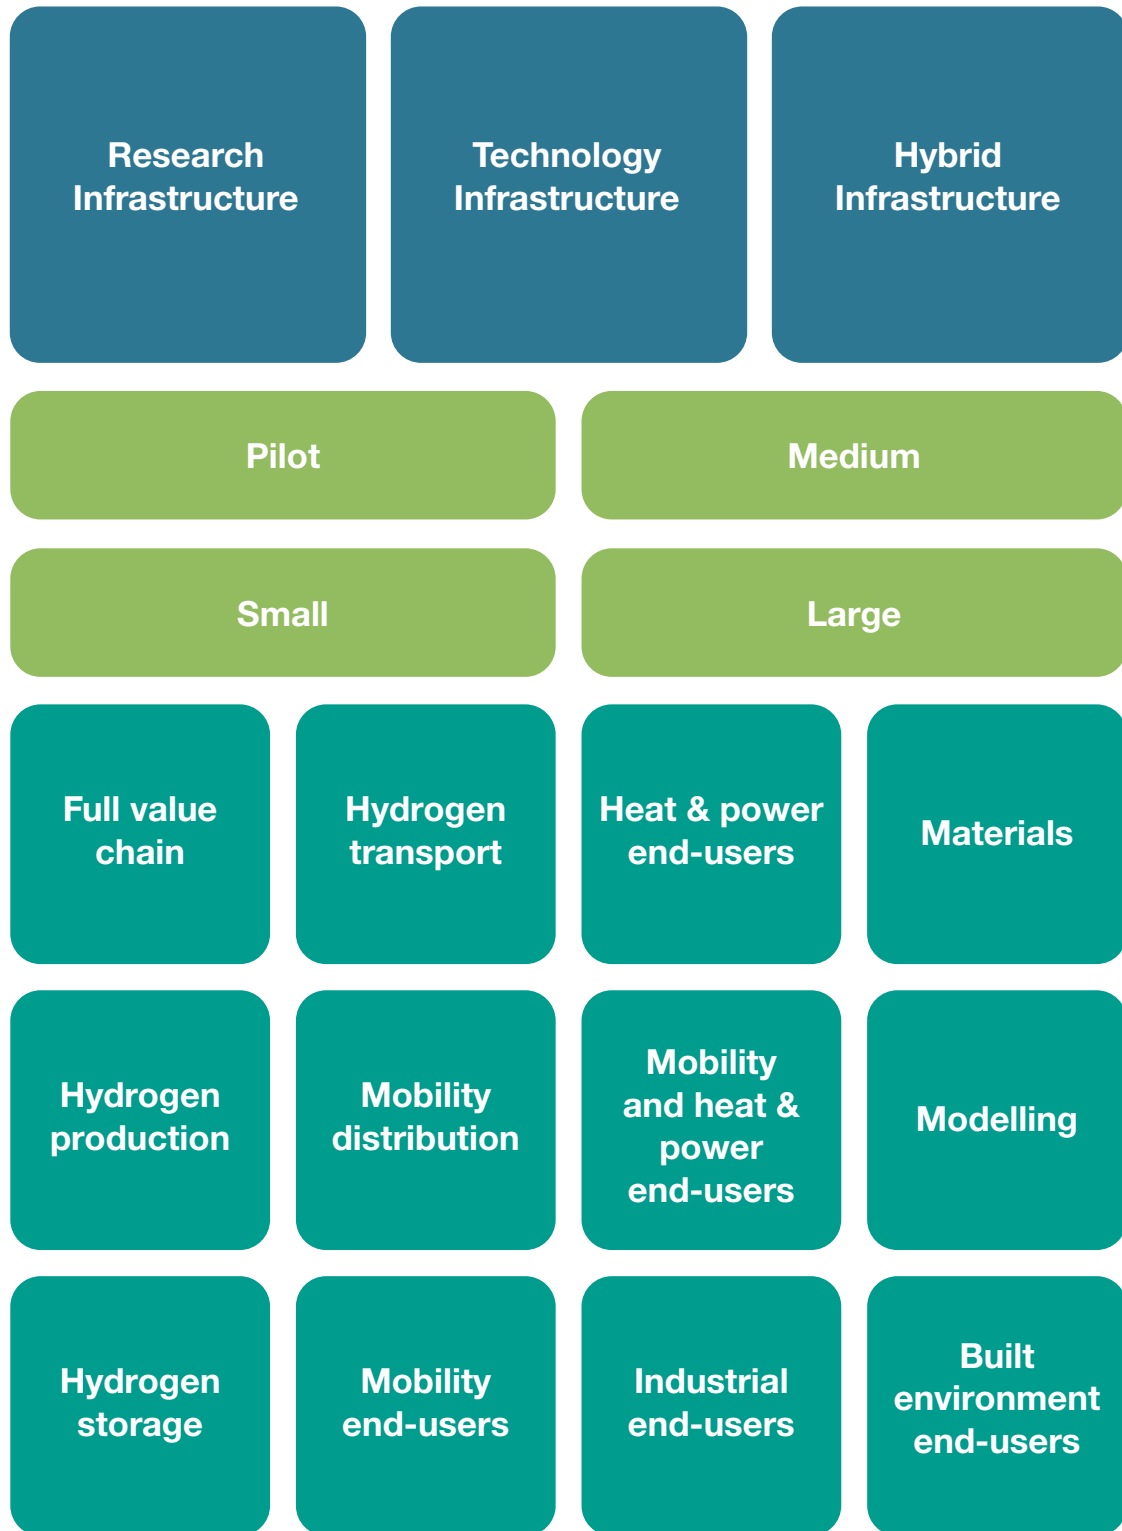 Research
Infrastructure
Technology
Infrastructure
Hybrid
Infrastructure
Pilot
Medium
Small
Large
Full value
chain
Hydrogen
transport
Heat & power
end-users
Materials
Hydrogen
production
Mobility
distribution
Mobility
and heat &
power
end-users
Modelling
Hydrogen
storage
Mobility
end-users
Industrial
end-users
Built
environment
end-users